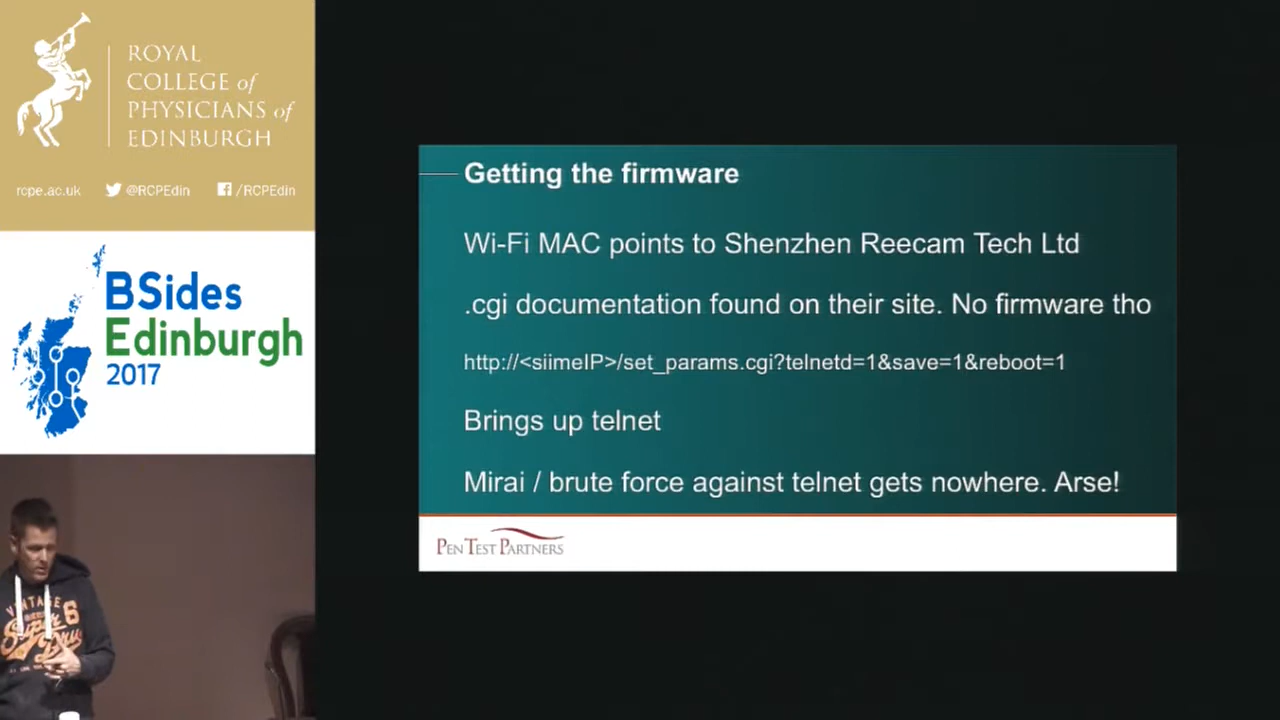 ROYAL
COLLEGE of
PHYSICIANS of
EDINBURGH
rcpe.ac.uk @RCPEdin /RCPEdin
BSides
Edinburgh
2017
VINTAGE
6
Super
Getting the firmware
Wi-Fi MAC points to Shenzhen Reecam Tech Ltd
.cgi documentation found on their site. No firmware tho
http://<siimeIP>/set_params.cgi?telnetd=1&save=1&reboot=1
Brings up telnet
Mirai / brute force against telnet gets nowhere. Arse!
PEN TEST PARTNERS